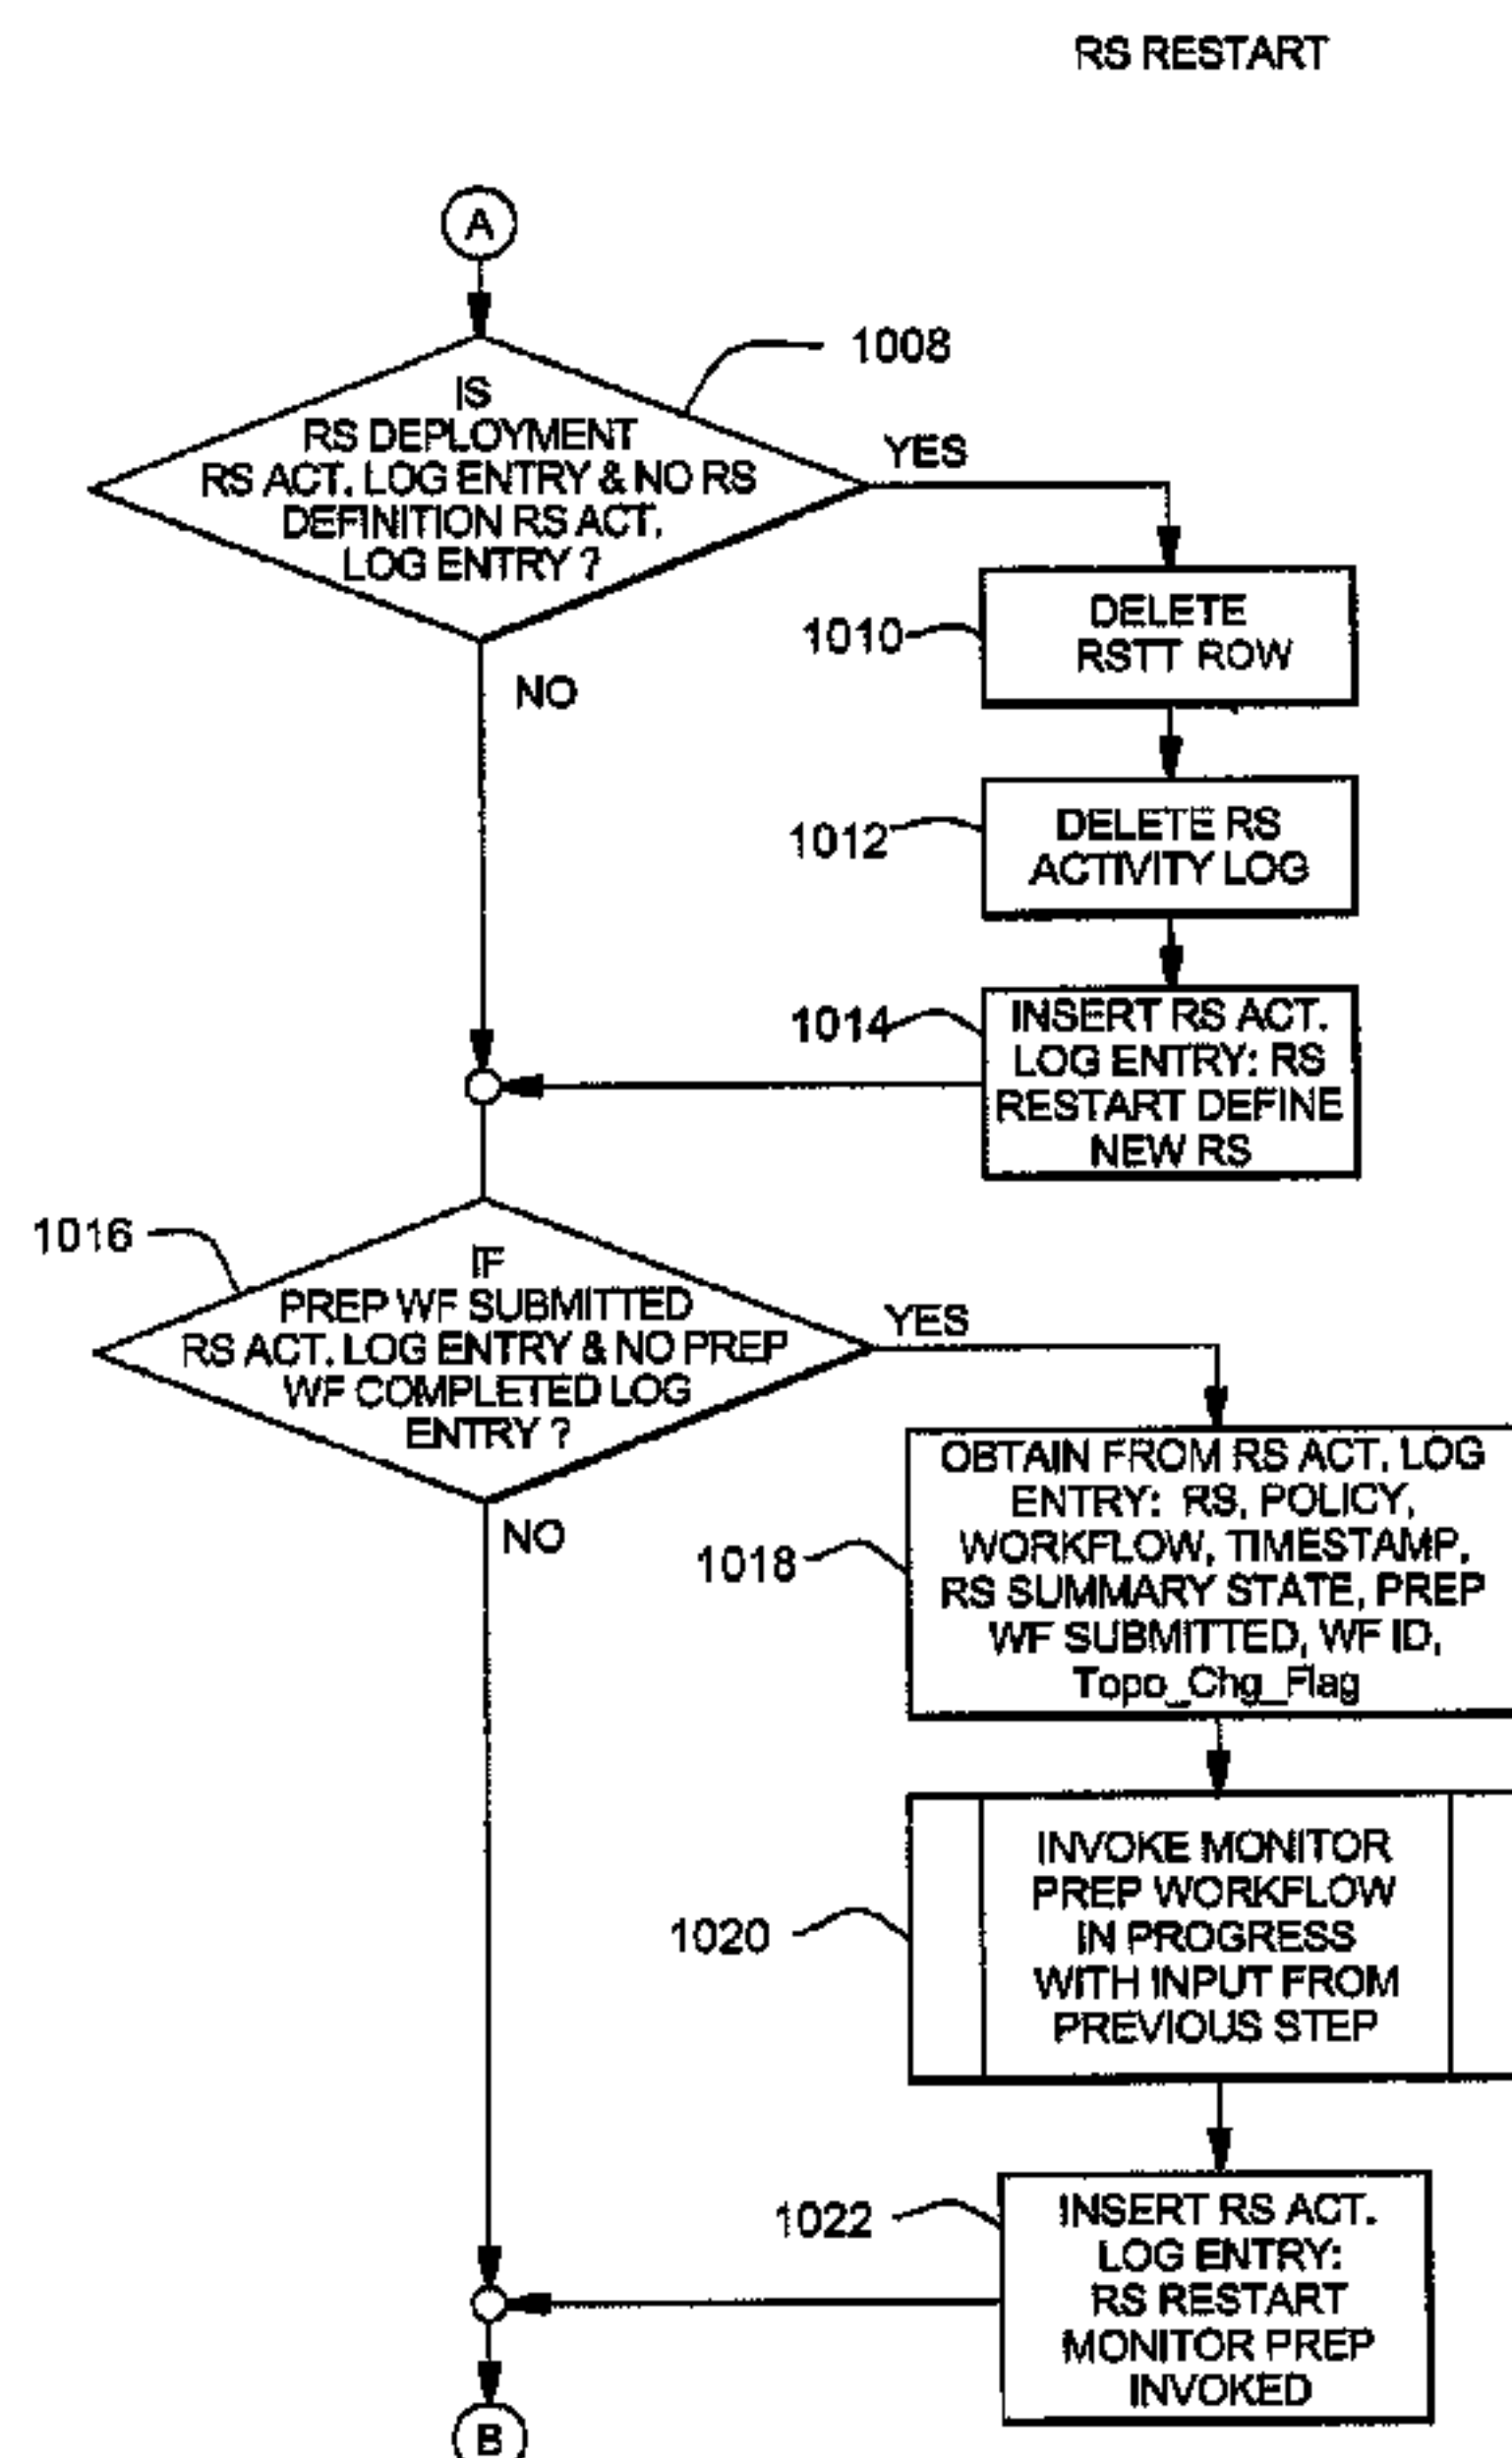 RS RESTART
A
1008
IS
RS DEPLOYMENT
RS ACT. LOG ENTRY & NO RS
DEFINITION RS ACT.
LOG ENTRY ?
YES
NO
1010
DELETE
RSTT ROW
1012
DELETE RS
ACTIVITY LOG
1014
INSERT RS ACT.
LOG ENTRY: RS
RESTART DEFINE
NEW RS
1016
IF
PREP WF SUBMITTED
RS ACT. LOG ENTRY & NO PREP
WF COMPLETED LOG
ENTRY ?
YES
NO
1018
OBTAIN FROM RS ACT. LOG
ENTRY: RS, POLICY,
WORKFLOW, TIMESTAMP,
RS SUMMARY STATE, PREP
WF SUBMITTED, WF ID,
Topo_Chg_Flag
1020
INVOKE MONITOR
PREP WORKFLOW
IN PROGRESS
WITH INPUT FROM
PREVIOUS STEP
1022
INSERT RS ACT.
LOG ENTRY:
RS RESTART
MONITOR PREP
INVOKED
B